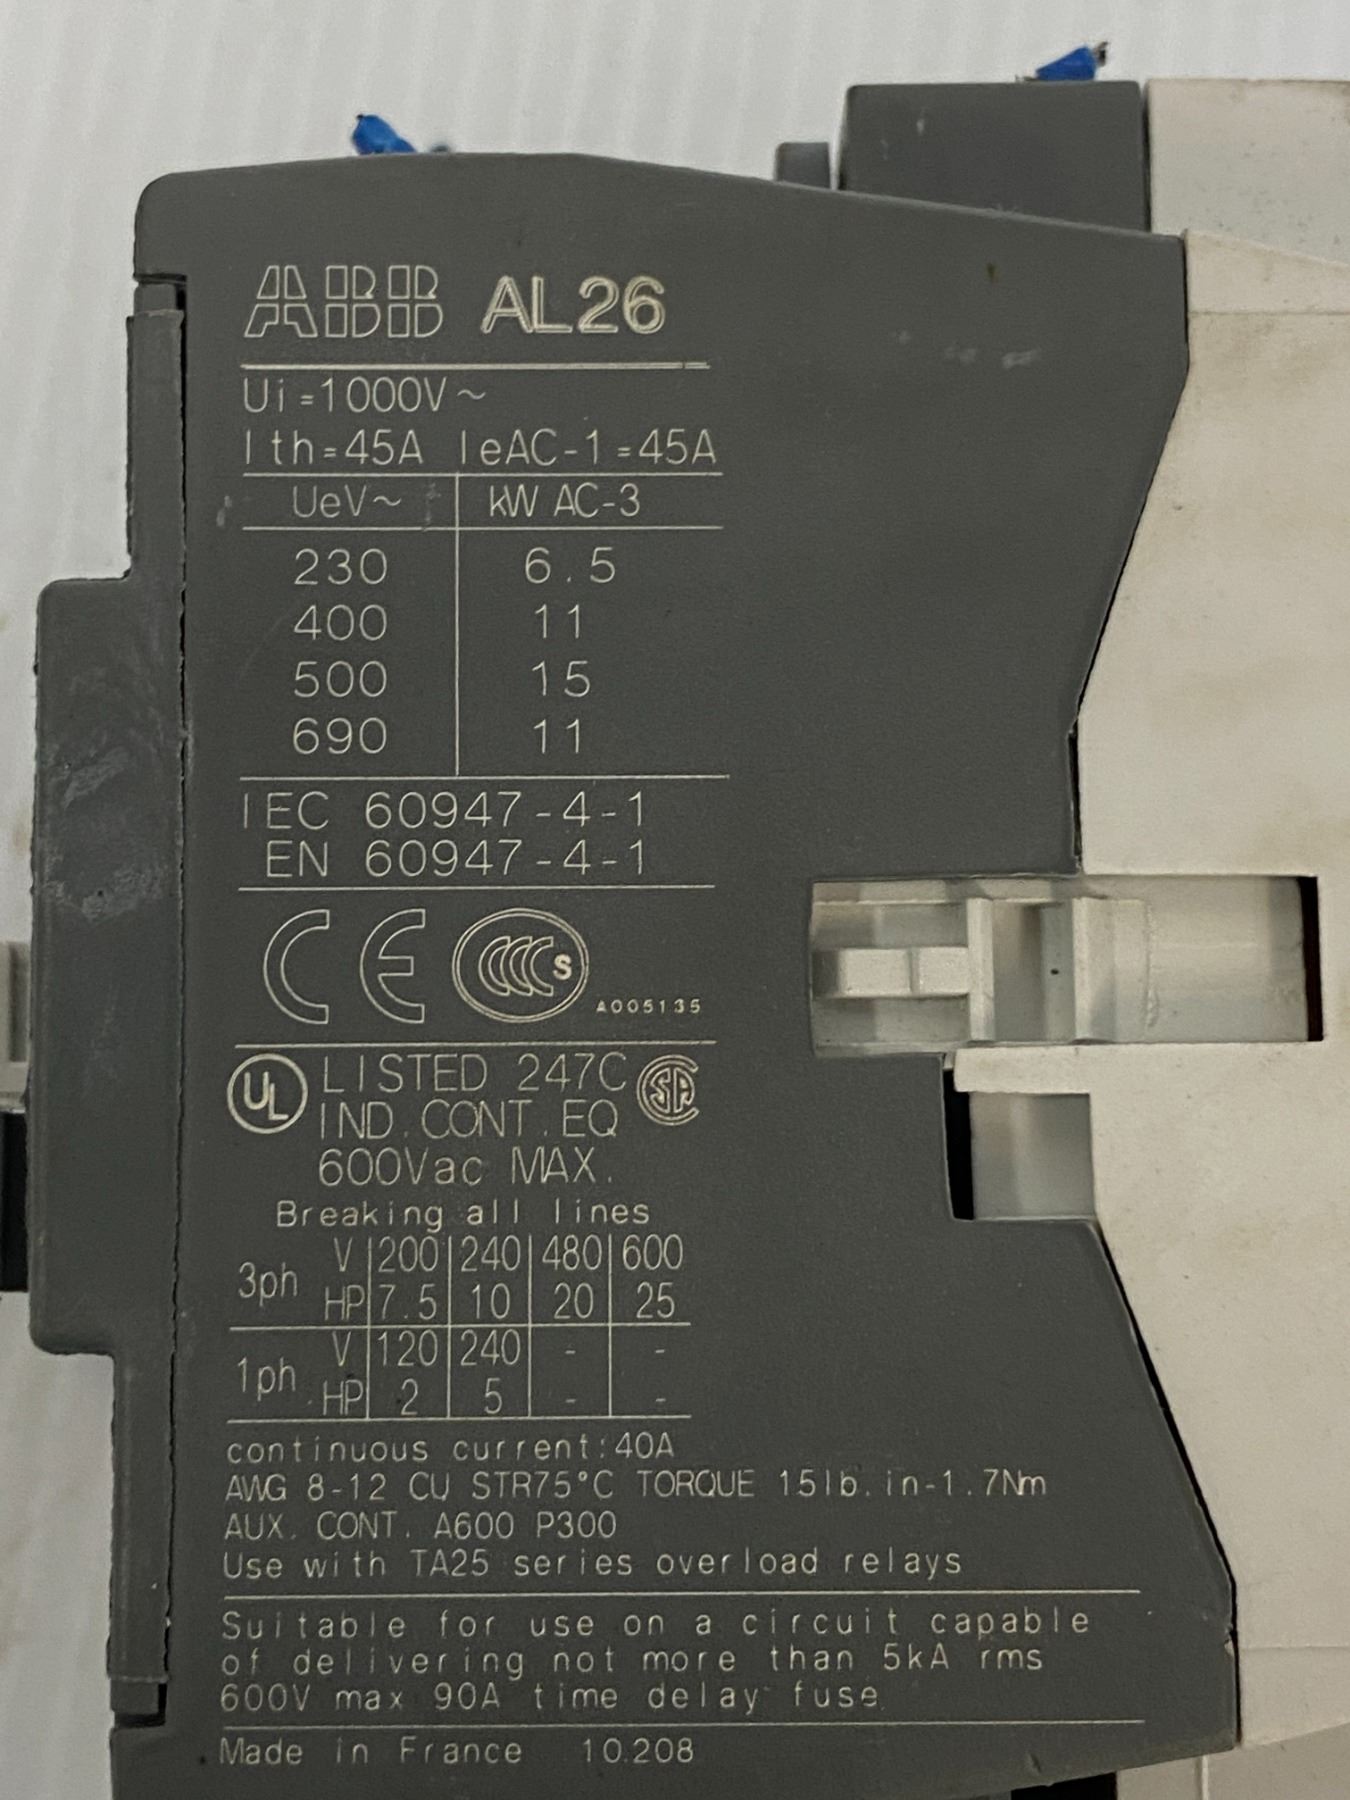 ABB AL26
Ui=1000V~
Ith=45A IeAC-1=45A
UeV~ kW AC-3
230 6.5
400 11
500 15
690 11
IEC 60947-4-1
EN 60947-4-1
CE CCC S A005135
UL LISTED 247C SA
IND.CONT.EQ
600Vac MAX.
Breaking all lines
3ph V 200 240 480 600
HP 7.5 10 20 25
1ph V 120 240 - -
HP 2 5 - -
continuous current:40A
AWG 8-12 CU STR75°C TORQUE 15lb.in-1.7Nm
AUX. CONT. A600 P300
Use with TA25 series overload relays
Suitable for use on a circuit capable
of delivering not more than 5kA rms
600V max 90A time delay fuse
Made in France 10.208